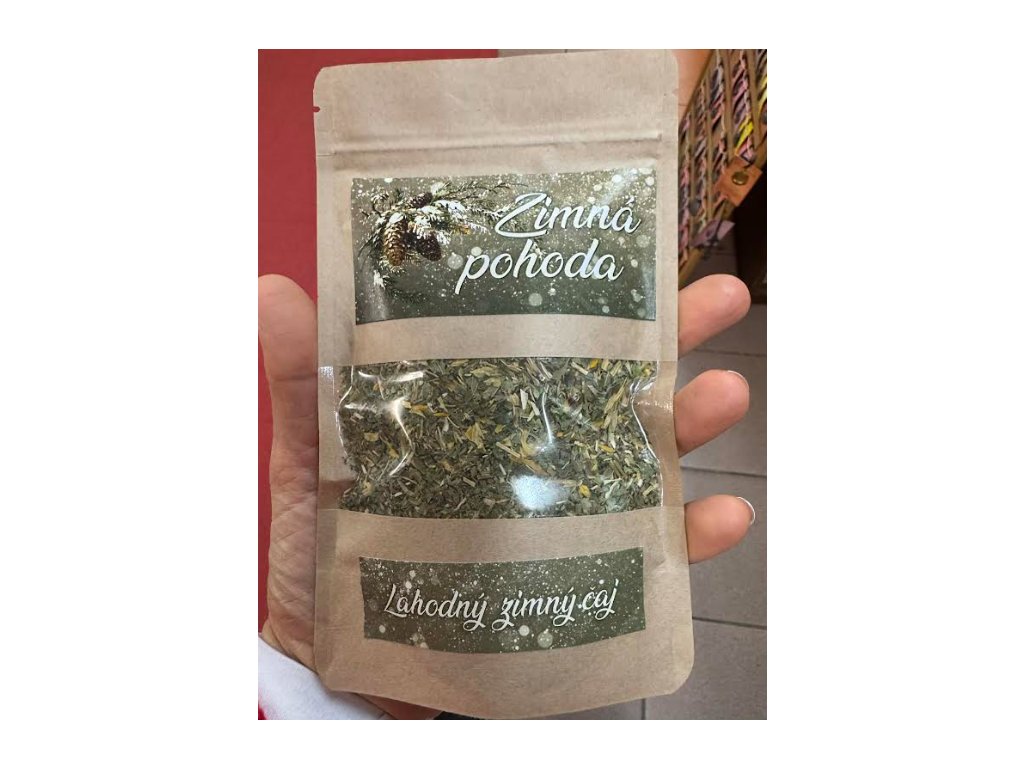 Zimná
pohoda
Lahodný zimný čaj